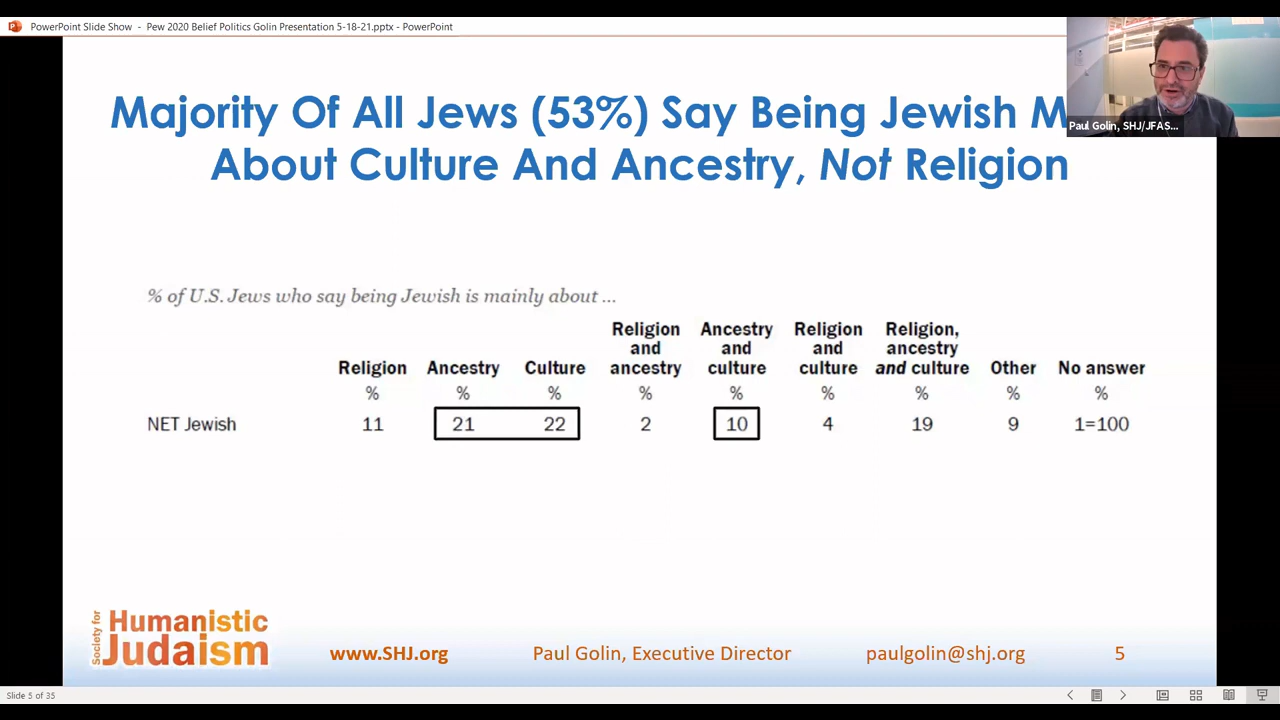 PowerPoint Slide Show - Pew 2020 Belief Politics Golin Presentation 5-18-21.pptx - PowerPoint
Paul Golin, SHJ/JFAS...
Majority Of All Jews (53%) Say Being Jewish M
About Culture And Ancestry, Not Religion
% of U.S. Jews who say being Jewish is mainly about ...
Religion Ancestry Culture Religion and ancestry Ancestry and culture Religion and culture Religion, ancestry and culture Other No answer
% % % % % % % % %
NET Jewish 11 21 22 2 10 4 19 9 1=100
Society for
Humanistic
Judaism
www.SHJ.org Paul Golin, Executive Director paulgolin@shj.org 5
Slide 5 of 35